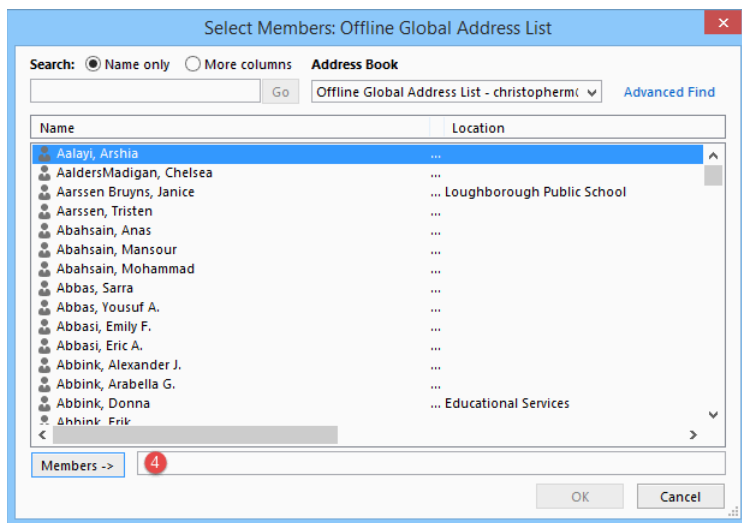 Select Members: Offline Global Address List
Search: Name only More columns Address Book
Go Offline Global Address List - christopherm( Advanced Find
Name Location
Aalayi, Arshia ...
AaldersMadigan, Chelsea ...
Aarssen Bruyns, Janice ... Loughborough Public School
Aarssen, Tristen ...
Abahsain, Anas ...
Abahsain, Mansour ...
Abahsain, Mohammad ...
Abbas, Sarra ...
Abbas, Yousuf A. ...
Abbasi, Emily F. ...
Abbasi, Eric A. ...
Abbink, Alexander J. ...
Abbink, Arabella G. ...
Abbink, Donna ... Educational Services
Abbink, Erik
Members -> 4
OK Cancel